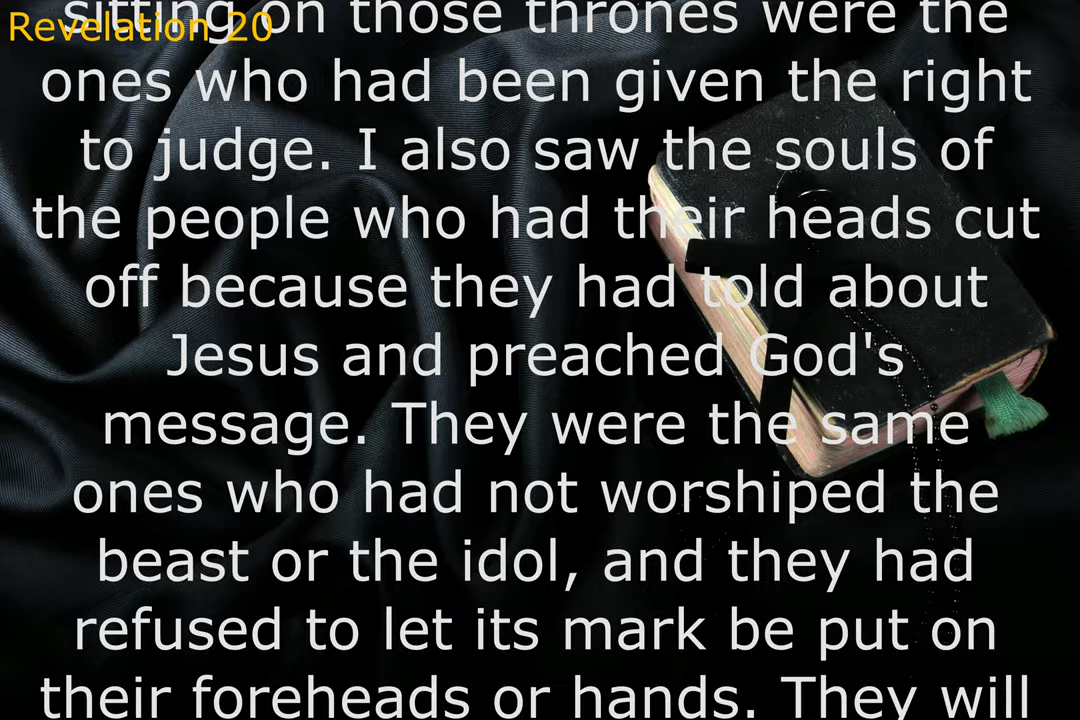 Revelation 20
sitting on those thrones were the
ones who had been given the right
to judge. I also saw the souls of
the people who had their heads cut
off because they had told about
Jesus and preached God's
message. They were the same
ones who had not worshiped the
beast or the idol, and they had
refused to let its mark be put on
their foreheads or hands. They will